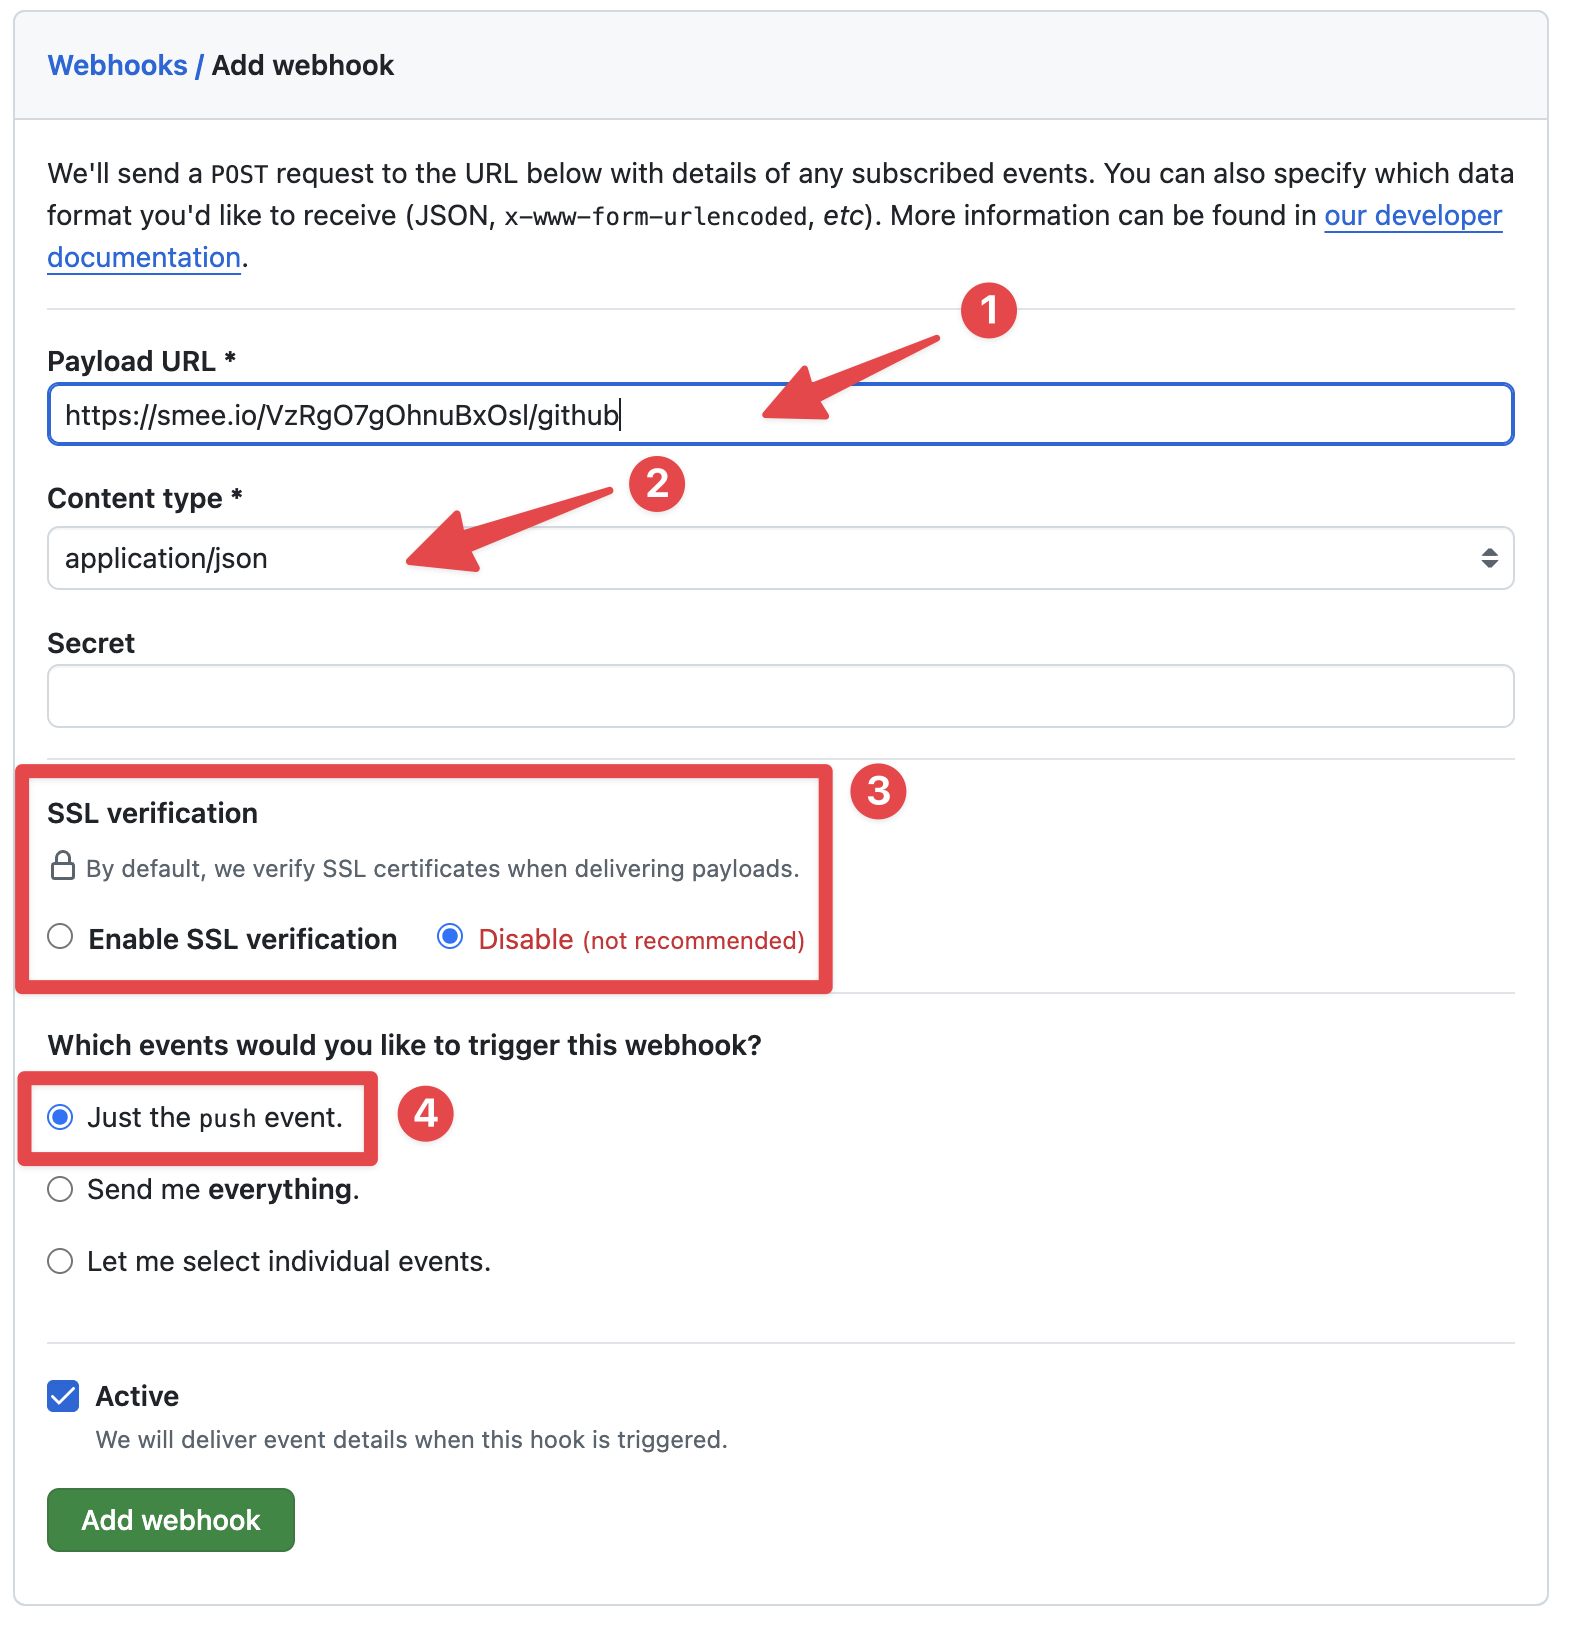 Webhooks / Add webhook
We'll send a POST request to the URL below with details of any subscribed events. You can also specify which data
format you'd like to receive (JSON, x-www-form-urlencoded, etc). More information can be found in our developer
documentation.
1
Payload URL *
https://smee.io/VzRgO7gOhnuBxOsl/github
2
Content type *
application/json
Secret
3
SSL verification
By default, we verify SSL certificates when delivering payloads.
Enable SSL verification Disable (not recommended)
Which events would you like to trigger this webhook?
Just the push event. 4
Send me everything.
Let me select individual events.
Active
We will deliver event details when this hook is triggered.
Add webhook